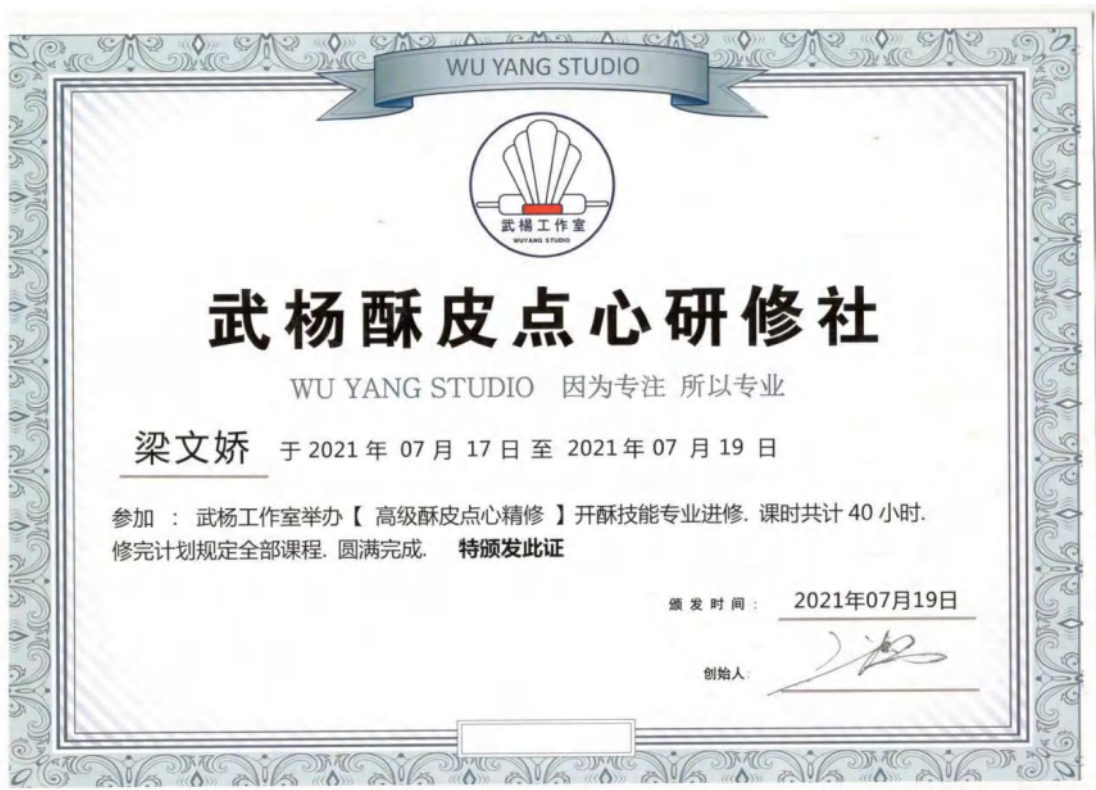 WU YANG STUDIO
武楊工作室
WUYANG STUDIO
武杨酥皮点心研修社
WU YANG STUDIO 因为专注 所以专业
梁文娇 于 2021 年 07 月 17 日 至 2021 年 07 月 19 日
参加 : 武杨工作室举办【 高级酥皮点心精修 】开酥技能专业进修. 课时共计 40 小时.
修完计划规定全部课程. 圆满完成. 特颁发此证
颁发时间: 2021年07月19日
创始人: